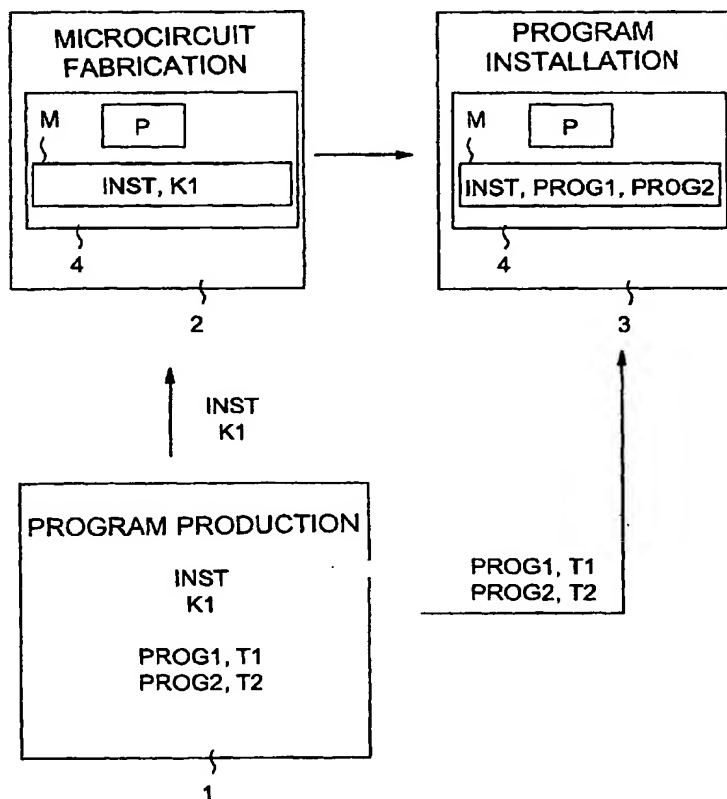 MICROCIRCUIT
FABRICATION
M
P
INST, K1
4
2
PROGRAM
INSTALLATION
M
P
INST, PROG1, PROG2
4
3
INST
K1
PROGRAM PRODUCTION
INST
K1
PROG1, T1
PROG2, T2
1
PROG1, T1
PROG2, T2